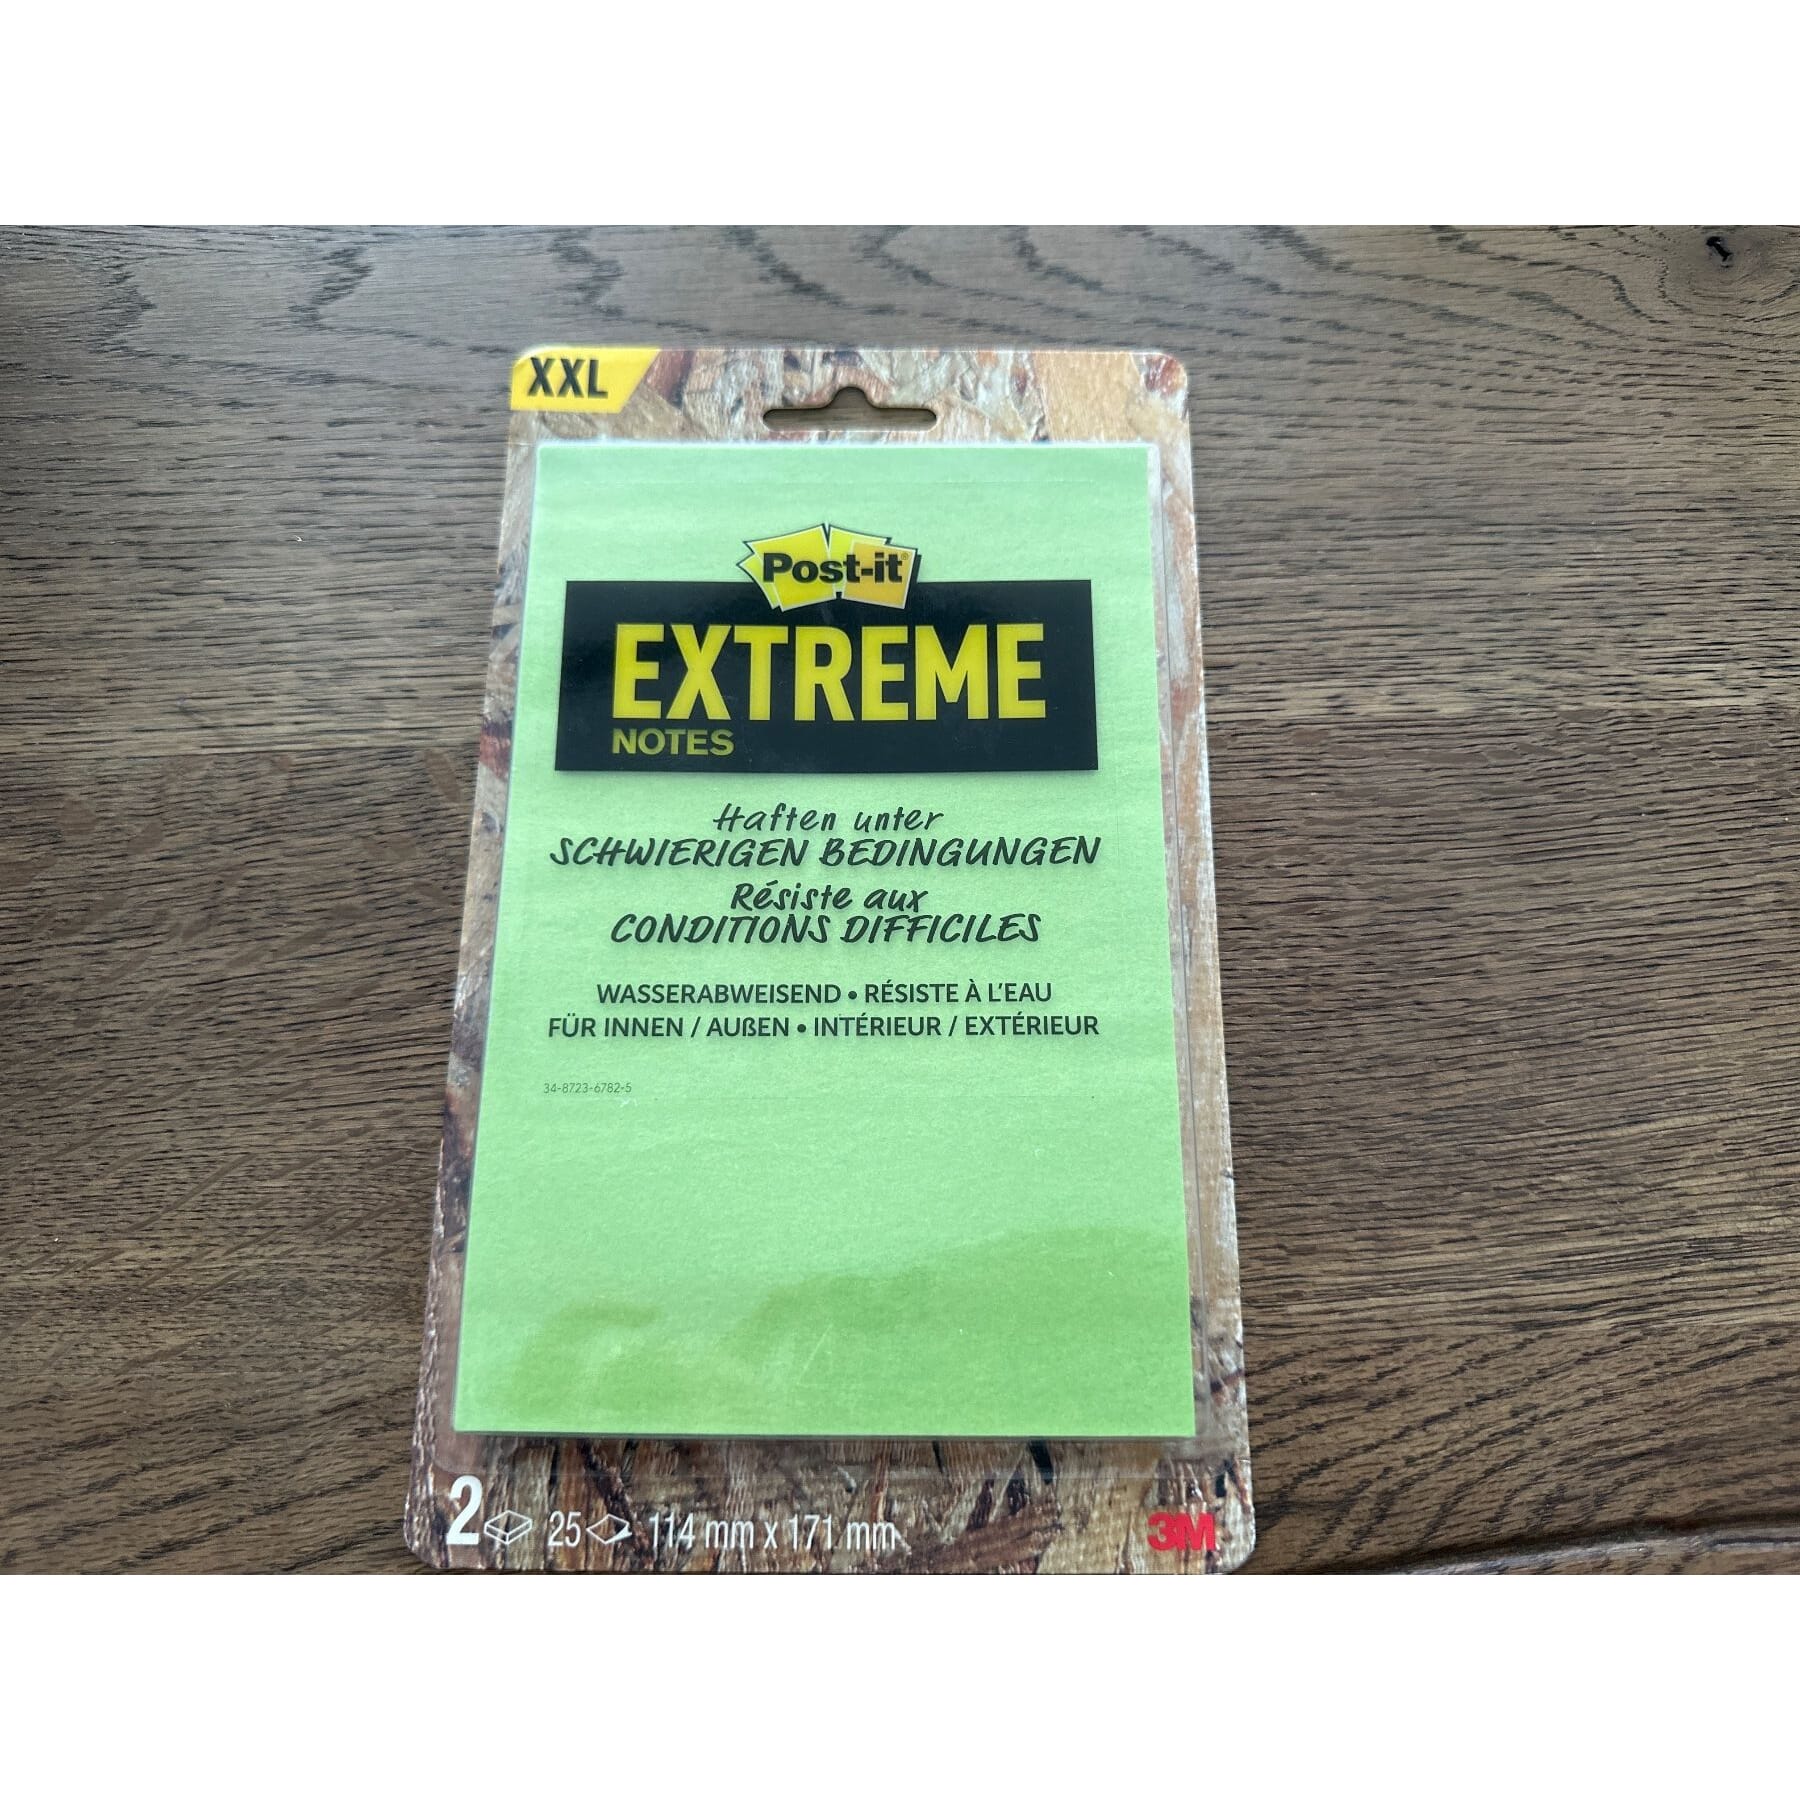 XXL
Post-it®
EXTREME
NOTES
Haften unter
SCHWIERIGEN BEDINGUNGEN
Résiste aux
CONDITIONS DIFFICILES
WASSERABWEISEND • RÉSISTE À L'EAU
FÜR INNEN / AUßEN • INTÉRIEUR / EXTÉRIEUR
34-8723-6782-5
2 25 114 mm x 171 mm
3M